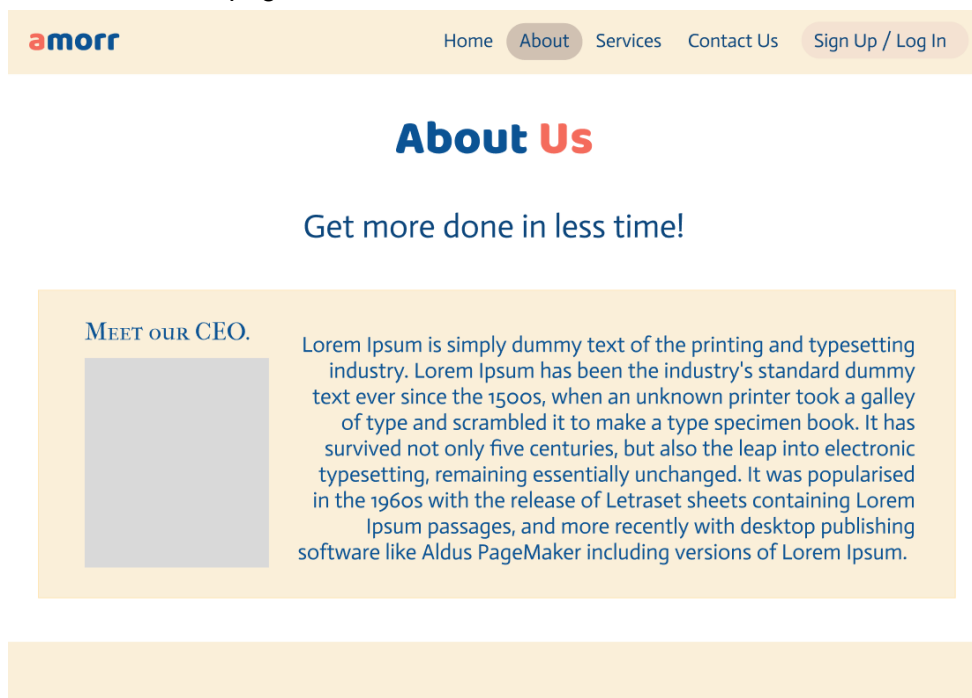 amorr
Home About Services Contact Us Sign Up / Log In
About Us
Get more done in less time!
Meet our CEO.
Lorem Ipsum is simply dummy text of the printing and typesetting
industry. Lorem Ipsum has been the industry's standard dummy
text ever since the 1500s, when an unknown printer took a galley
of type and scrambled it to make a type specimen book. It has
survived not only five centuries, but also the leap into electronic
typesetting, remaining essentially unchanged. It was popularised
in the 1960s with the release of Letraset sheets containing Lorem
Ipsum passages, and more recently with desktop publishing
software like Aldus PageMaker including versions of Lorem Ipsum.